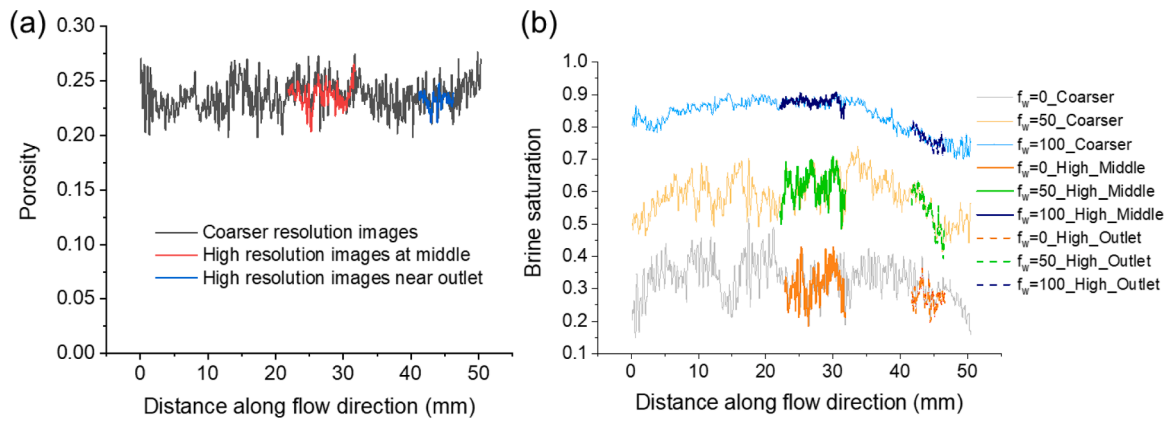 (a)
0.30
0.25
0.20
0.15
0.10
0.05
0.00
Porosity
Coarser resolution images
High resolution images at middle
High resolution images near outlet
0 10 20 30 40 50
Distance along flow direction (mm)
(b)
1.0
0.9
0.8
0.7
0.6
0.5
0.4
0.3
0.2
0.1
Brine saturation
0 10 20 30 40 50
Distance along flow direction (mm)
fw=0_Coarser
fw=50_Coarser
fw=100_Coarser
fw=0_High_Middle
fw=50_High_Middle
fw=100_High_Middle
fw=0_High_Outlet
fw=50_High_Outlet
fw=100_High_Outlet